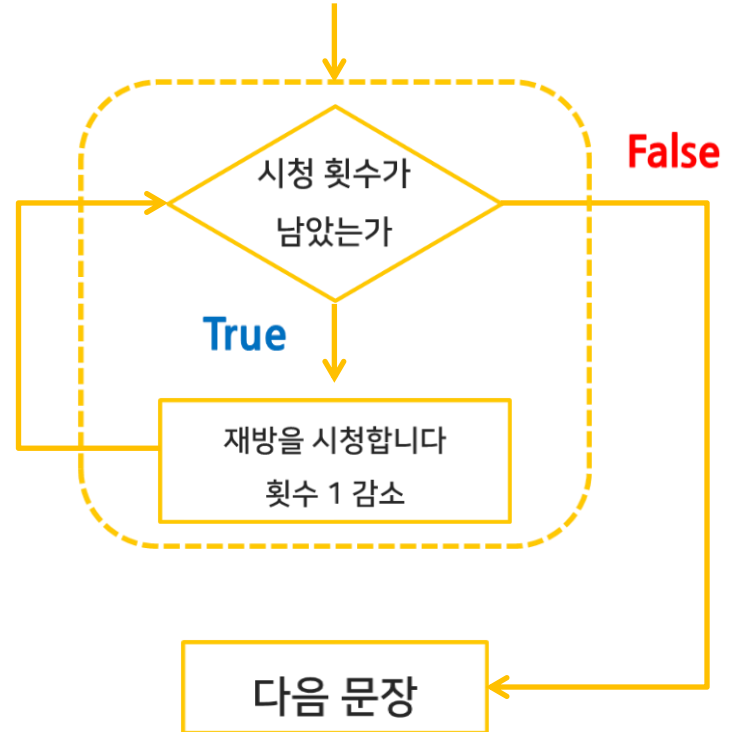 시청 횟수가
남았는가
False
True
재방을 시청합니다
횟수 1 감소
다음 문장